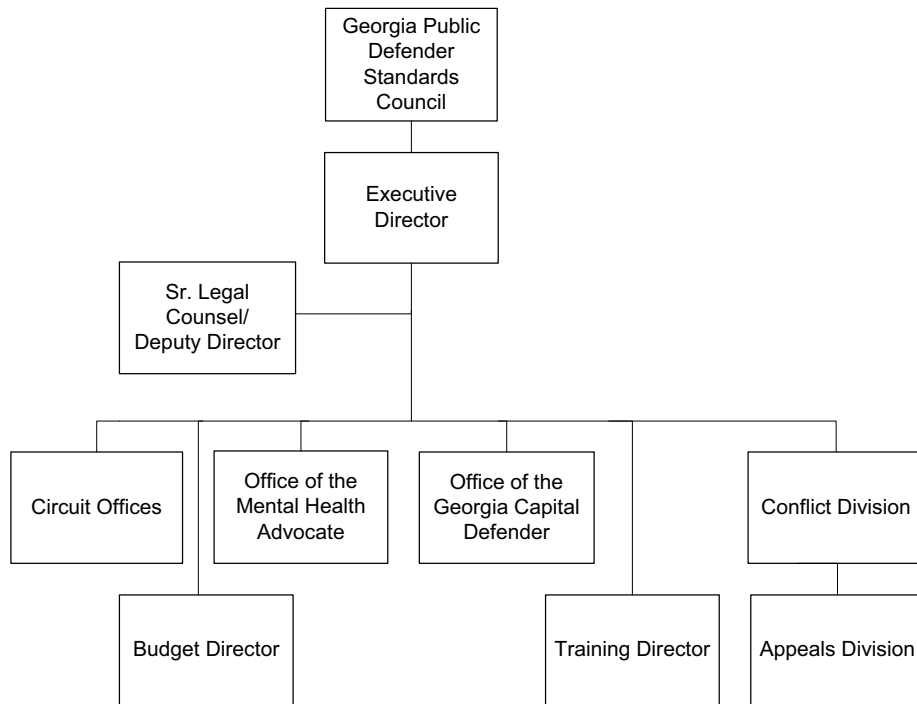 Georgia Public
Defender
Standards
Council
Executive
Director
Sr. Legal
Counsel/
Deputy Director
Circuit Offices
Office of the
Mental Health
Advocate
Office of the
Georgia Capital
Defender
Conflict Division
Budget Director
Training Director
Appeals Division